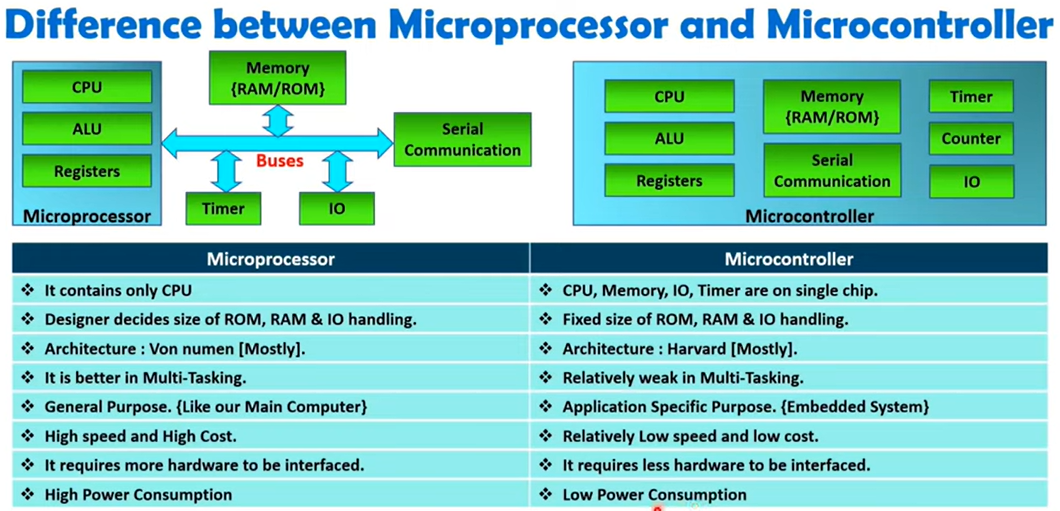 Difference between Microprocessor and Microcontroller
CPU
ALU
Registers
Microprocessor
Memory
{RAM/ROM}
Buses
Serial
Communication
Timer
IO
CPU
ALU
Registers
Memory
{RAM/ROM}
Serial
Communication
Timer
Counter
IO
Microcontroller
Microprocessor
Microcontroller
❖ It contains only CPU
❖ CPU, Memory, IO, Timer are on single chip.
❖ Designer decides size of ROM, RAM & IO handling.
❖ Fixed size of ROM, RAM & IO handling.
❖ Architecture : Von numen [Mostly].
❖ Architecture : Harvard [Mostly].
❖ It is better in Multi-Tasking.
❖ Relatively weak in Multi-Tasking.
❖ General Purpose. {Like our Main Computer}
❖ Application Specific Purpose. {Embedded System}
❖ High speed and High Cost.
❖ Relatively Low speed and low cost.
❖ It requires more hardware to be interfaced.
❖ It requires less hardware to be interfaced.
❖ High Power Consumption
❖ Low Power Consumption